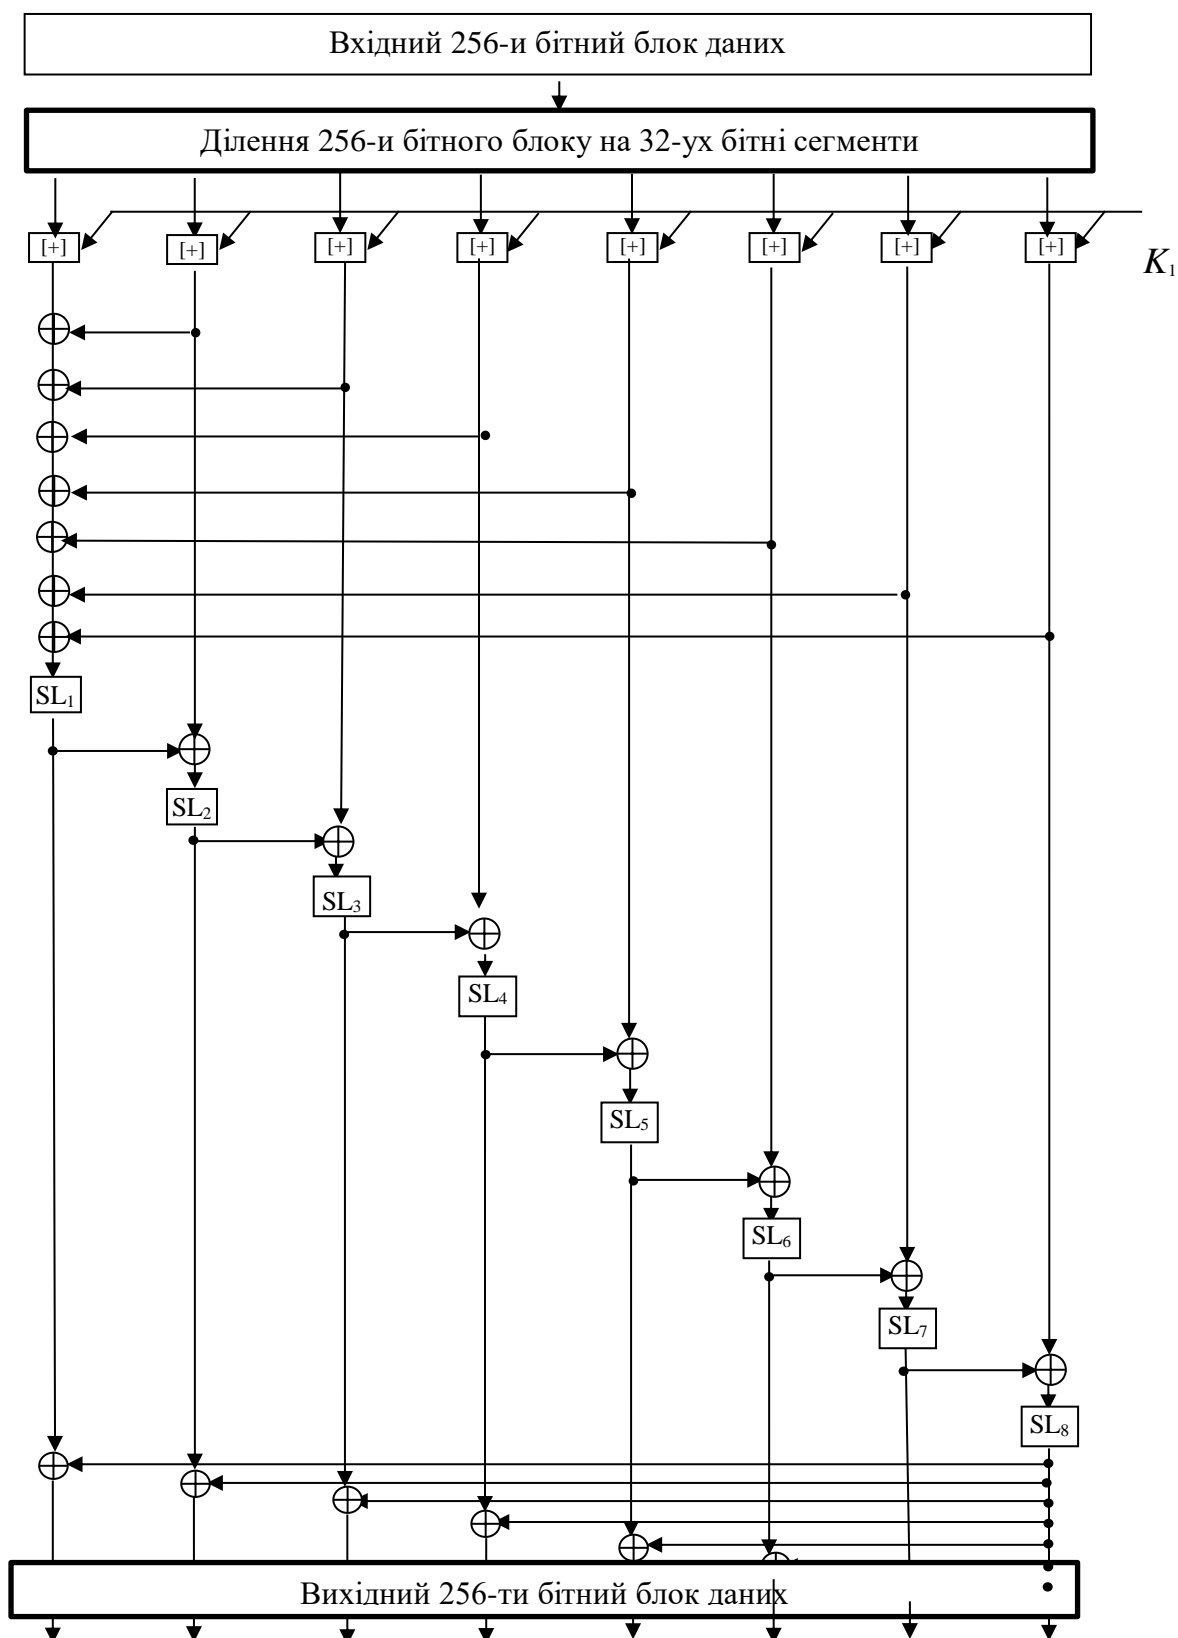 Вхідний 256-и бітний блок даних
Ділення 256-и бітного блоку на 32-ух бітні сегменти
[+] [+] [+] [+] [+] [+] [+] [+]
K₁
SL₁
SL₂
SL₃
SL₄
SL₅
SL₆
SL₇
SL₈
Вихідний 256-ти бітний блок даних